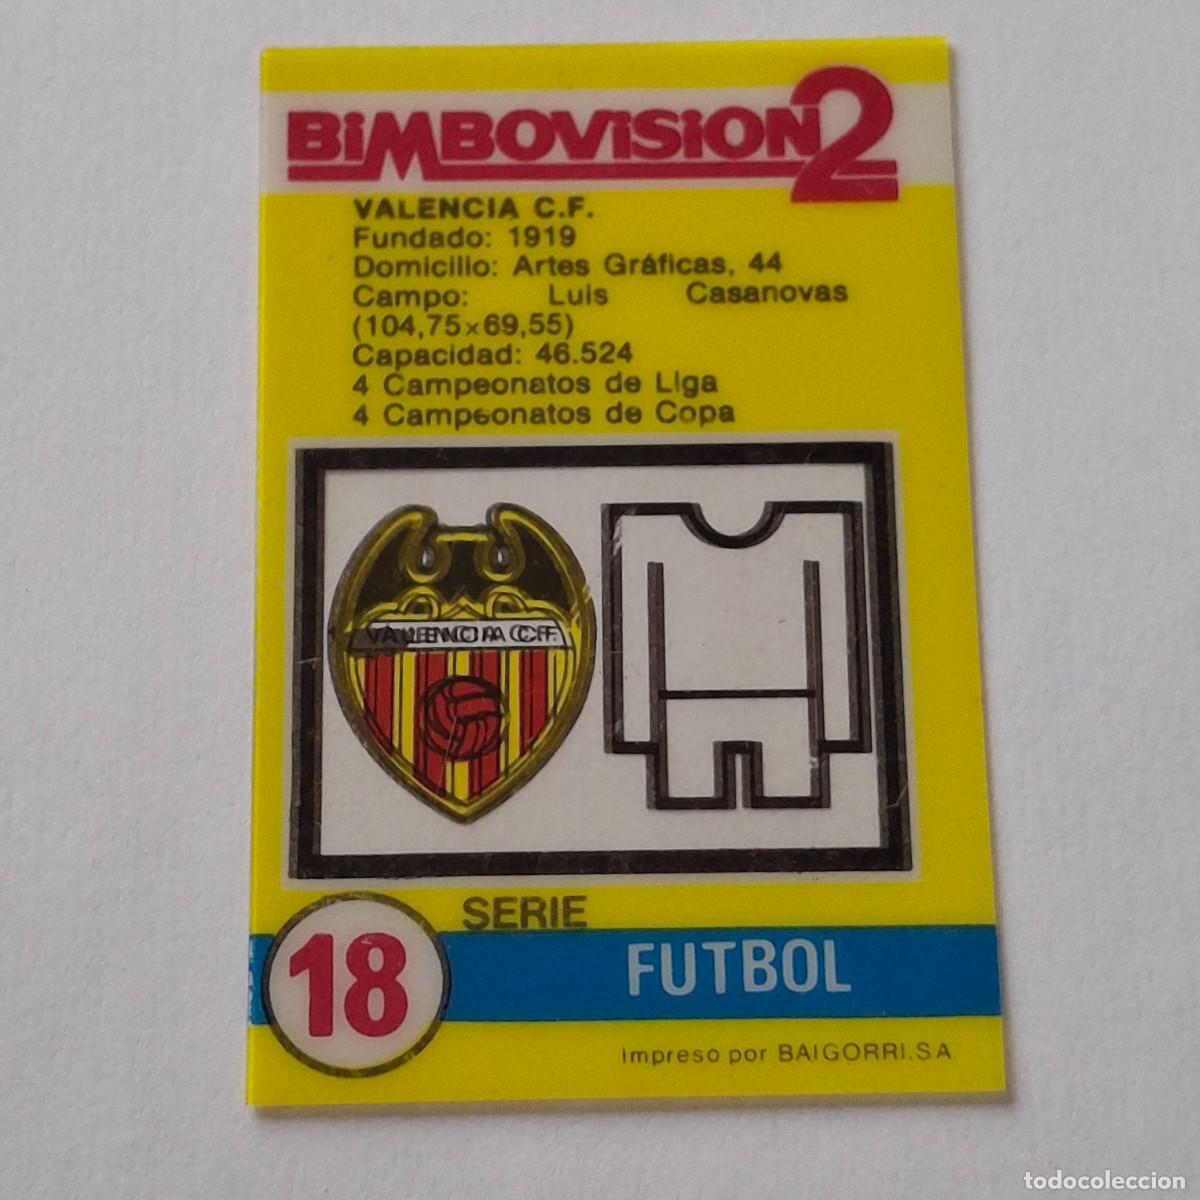 BiMBOViSiON2
VALENCIA C.F.
Fundado: 1919
Domicilio: Artes Gráficas, 44
Campo: Luis Casanovas
(104,75×69,55)
Capacidad: 46.524
4 Campeonatos de Liga
4 Campeonatos de Copa
VALENCIA C.F.
SERIE
18 FUTBOL
Impreso por BAIGORRI.S.A
todocoleccion